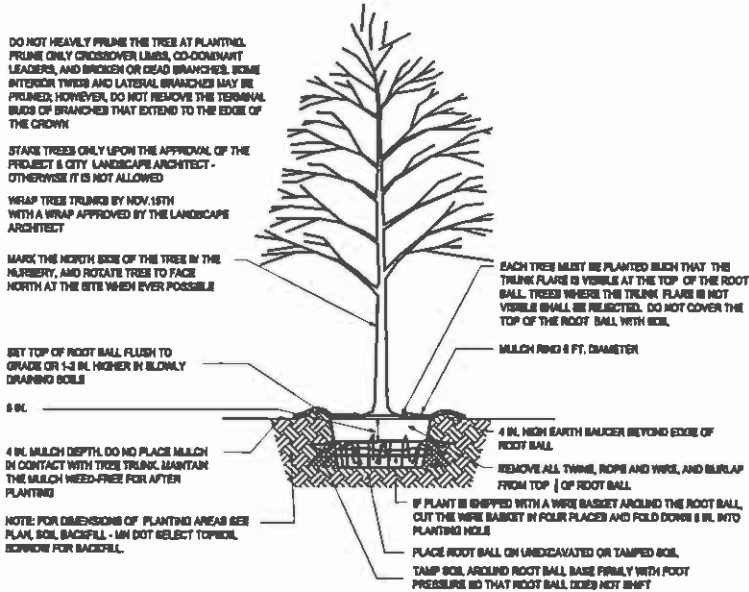 DO NOT HEAVILY PRUNE THE TREE AT PLANTING.
PRUNE ONLY CROSSOVER LIMBS, CO-DOMINANT
LEADERS, AND BROKEN OR DEAD BRANCHES. SOME
INTERIOR TWIGS AND LATERAL BRANCHES MAY BE
PRUNED; HOWEVER, DO NOT REMOVE THE TERMINAL
BUDS OF BRANCHES THAT EXTEND TO THE EDGE OF
THE CROWN
STAKE TREES ONLY UPON THE APPROVAL OF THE
PROJECT & CITY LANDSCAPE ARCHITECT -
OTHERWISE IT IS NOT ALLOWED
WRAP TREE TRUNKS BY NOV.15TH
WITH A WRAP APPROVED BY THE LANDSCAPE
ARCHITECT
MARK THE NORTH SIDE OF THE TREE IN THE
NURSERY, AND ROTATE TREE TO FACE
NORTH AT THE SITE WHEN EVER POSSIBLE
SET TOP OF ROOT BALL FLUSH TO
GRADE OR 1-2 IN. HIGHER IN SLOWLY
DRAINING SOILS
IN.
4 IN. MULCH DEPTH. DO NO PLACE MULCH
IN CONTACT WITH TREE TRUNK. MAINTAIN
THE MULCH WEED-FREE FOR AFTER
PLANTING
NOTE: FOR DIMENSIONS OF PLANTING AREAS SEE
PLAN, SOIL BACKFILL - MN DOT SELECT TOPSOIL
BORROW FOR BACKFILL.
EACH TREE MUST BE PLANTED SUCH THAT THE
TRUNK FLARE IS VISIBLE AT THE TOP OF THE ROOT
BALL. TREES WHERE THE TRUNK FLARE IS NOT
VISIBLE SHALL BE REJECTED. DO NOT COVER THE
TOP OF THE ROOT BALL WITH SOIL.
MULCH RING FT. DIAMETER
4 IN. HIGH EARTH SAUCER BEYOND EDGE OF
ROOT BALL
REMOVE ALL TWINE, ROPE AND WIRE, AND BURLAP
FROM TOP OF ROOT BALL
IF PLANT IS SHIPPED WITH A WIRE BASKET AROUND THE ROOT BALL,
CUT THE WIRE BASKET IN FOUR PLACES AND FOLD DOWN IN. INTO
PLANTING HOLE
PLACE ROOT BALL ON UNEXCAVATED OR TAMPED SOIL
TAMP SOIL AROUND ROOT BALL BASE FIRMLY WITH FOOT
PRESSURE SO THAT ROOT BALL DOES NOT SHIFT